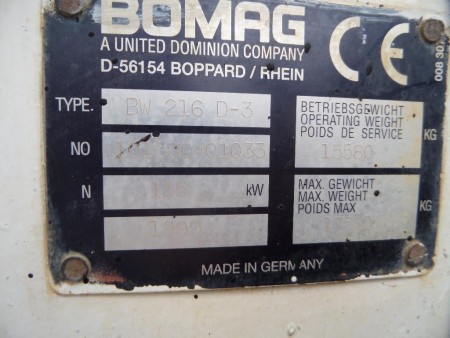 BOMAG
A UNITED DOMINION COMPANY
D-56154 BOPPARD / RHEIN
CE
TYPE.
BW 216 D-3
BETRIEBSGEWICHT
OPERATING WEIGHT
POIDS DE SERVICE
15580
KG
NO
N
kW
MAX. GEWICHT
MAX. WEIGHT
POIDS MAX
KG
MADE IN GERMANY